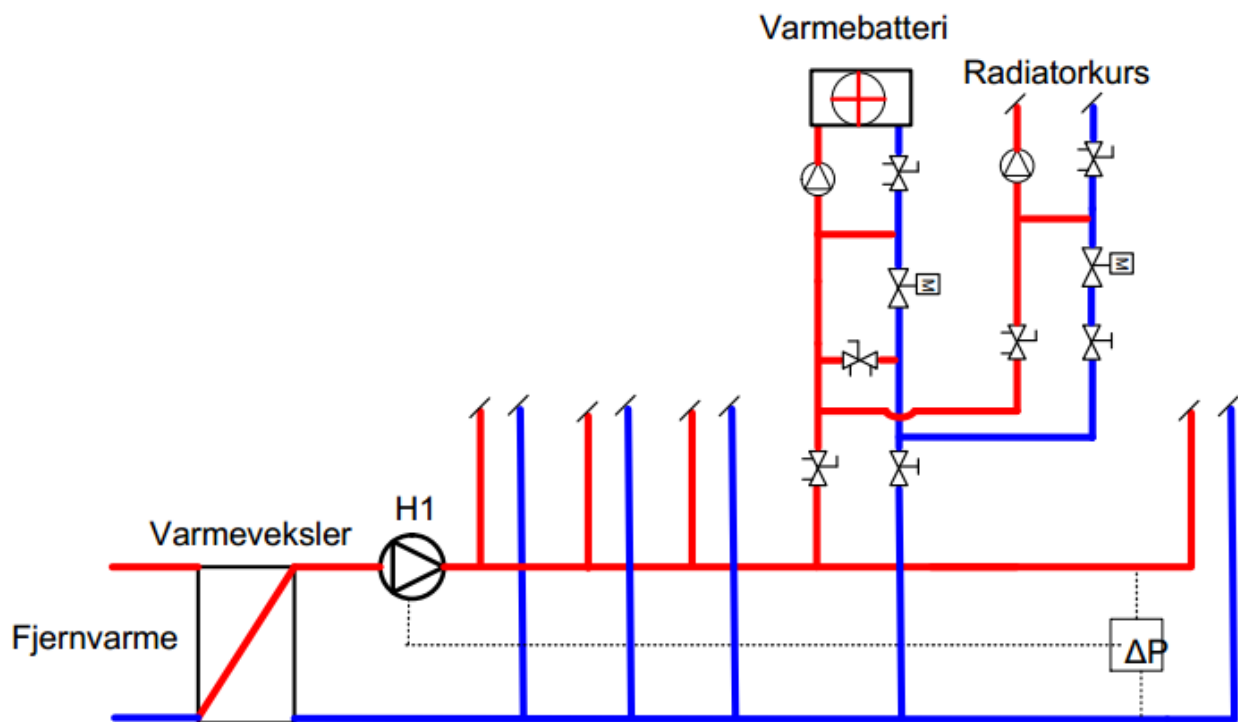 Varmebatteri
Radiatorkurs
M
M
H1
Varmeveksler
Fjernvarme
ΔP